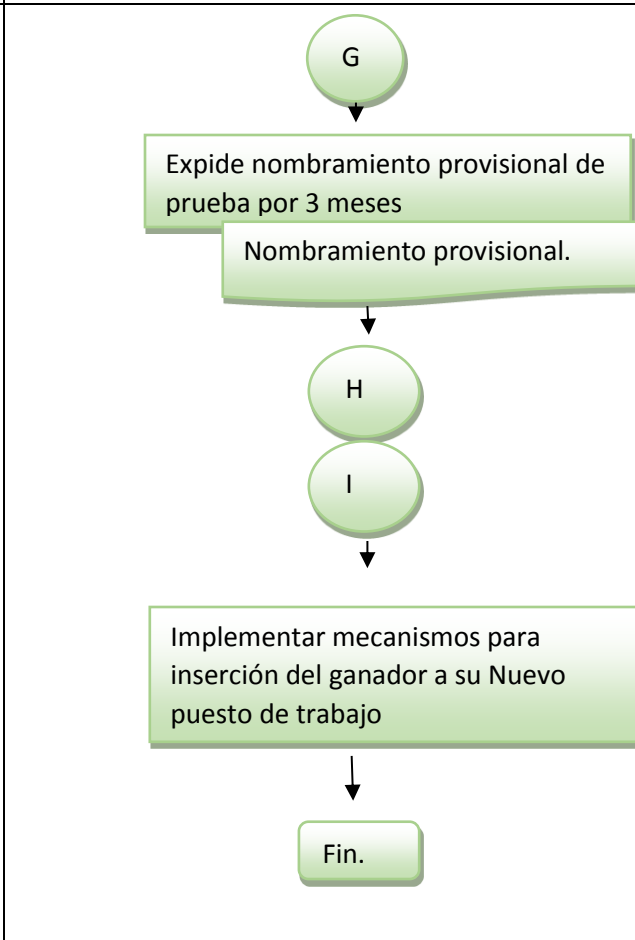 G
Expide nombramiento provisional de
prueba por 3 meses
Nombramiento provisional.
H
I
Implementar mecanismos para
inserción del ganador a su Nuevo
puesto de trabajo
Fin.